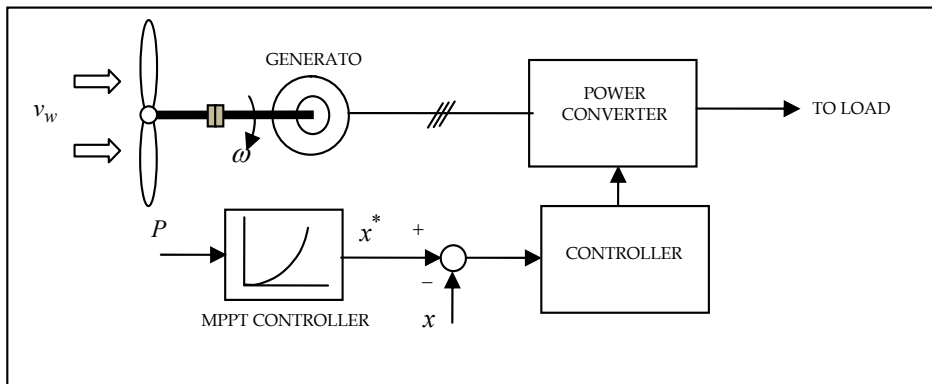 GENERATO
v_w
ω
POWER
CONVERTER
TO LOAD
P
x*
+
−
x
CONTROLLER
MPPT CONTROLLER